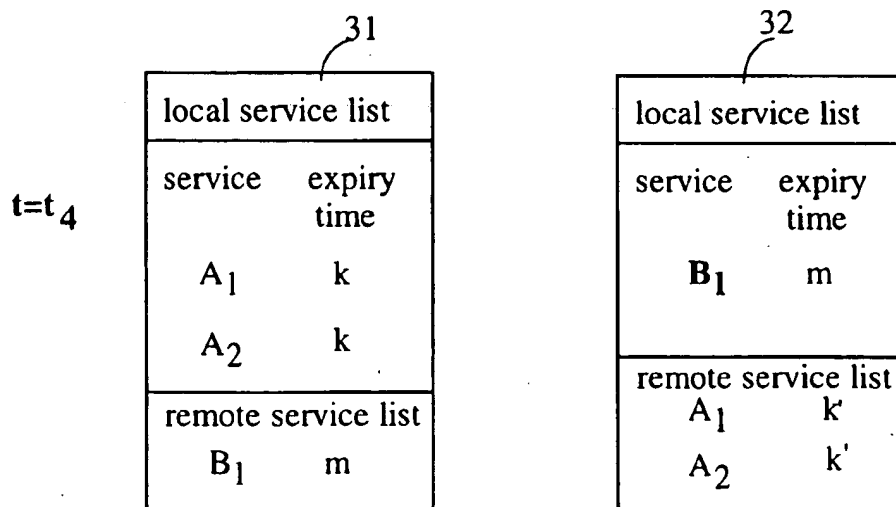 31
local service list
service expiry
time
t=t4
A1 k
A2 k
remote service list
B1 m
32
local service list
service expiry
time
B1 m
remote service list
A1 k'
A2 k'